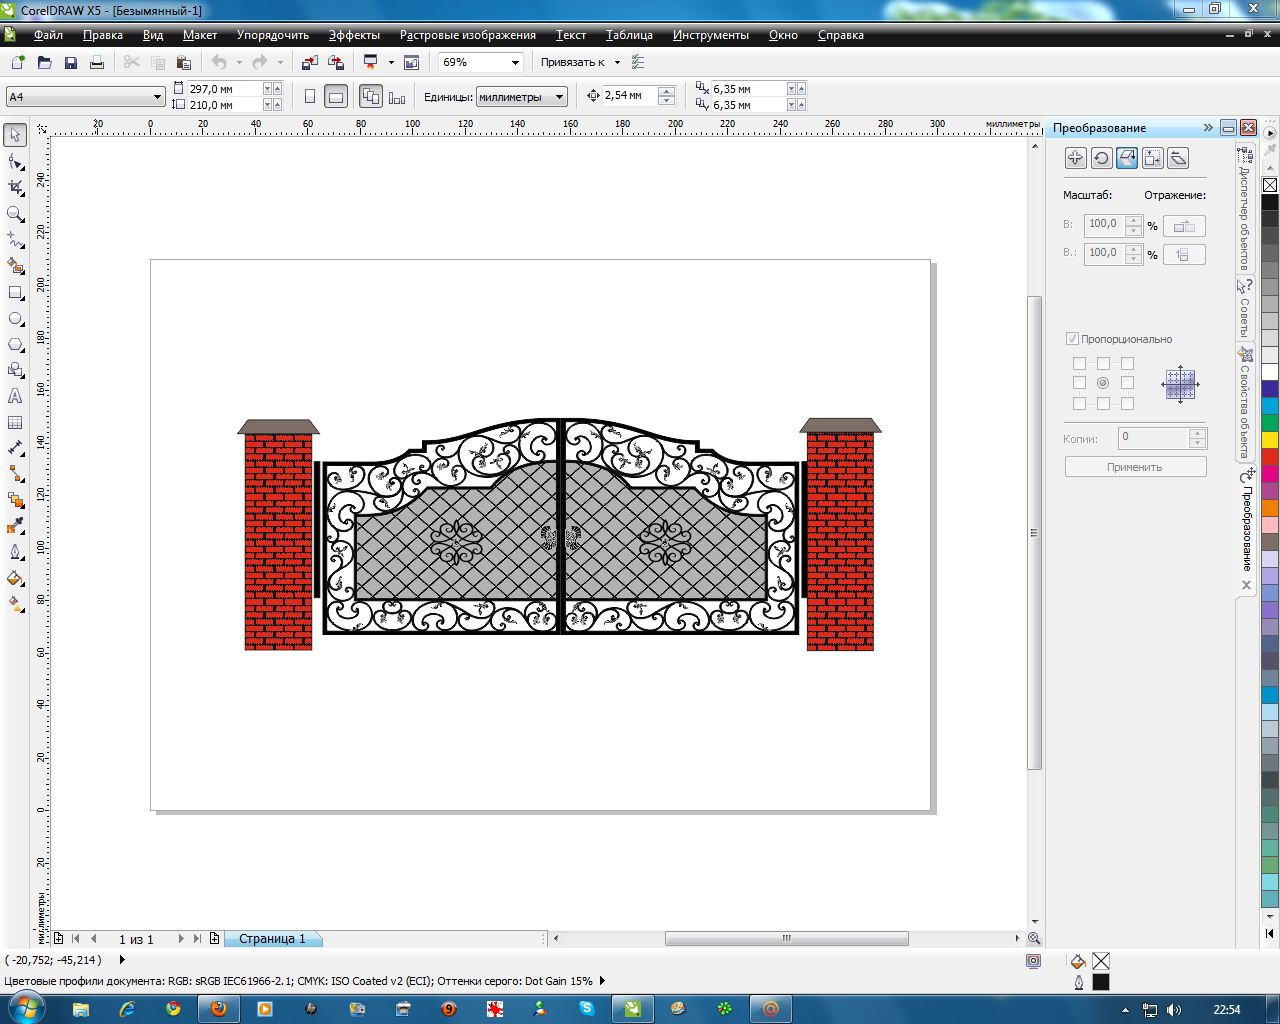 CorelDRAW X5 - [Безымянный-1]
Файл Правка Вид Макет Упорядочить Эффекты Растровые изображения Текст Таблица Инструменты Окно Справка
69% Привязать к
A4 297,0 мм 210,0 мм Единицы: миллиметры 2,54 мм 6,35 мм 6,35 мм
20 0 20 40 60 80 100 120 140 160 180 200 220 240 260 280 300 миллиметры
240
220
200
180
160
140
120
100
80
60
40
20
0
20
миллиметры
Преобразование
Масштаб: Отражение:
В: 100,0 %
В.: 100,0 %
Пропорционально
Копии: 0
Применить
Диспетчер объектов
Советы
Свойства объекта
Преобразование
1 из 1 Страница 1
( -20,752; -45,214 )
Цветовые профили документа: RGB: sRGB IEC61966-2.1; CMYK: ISO Coated v2 (ECI); Оттенки серого: Dot Gain 15%
22:54